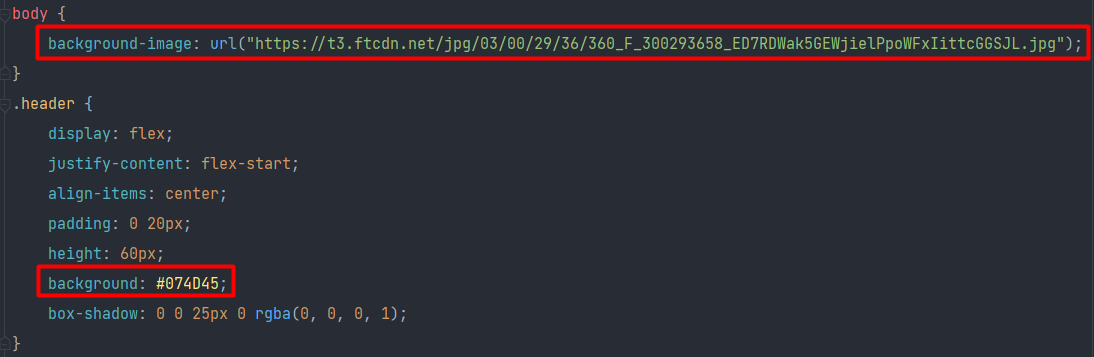 body {
    background-image: url("https://t3.ftcdn.net/jpg/03/00/29/36/360_F_300293658_ED7RDWak5GEWjielPpoWFxIittcGGSJL.jpg");
}
.header {
    display: flex;
    justify-content: flex-start;
    align-items: center;
    padding: 0 20px;
    height: 60px;
    background: #074D45;
    box-shadow: 0 0 25px 0 rgba(0, 0, 0, 1);
}